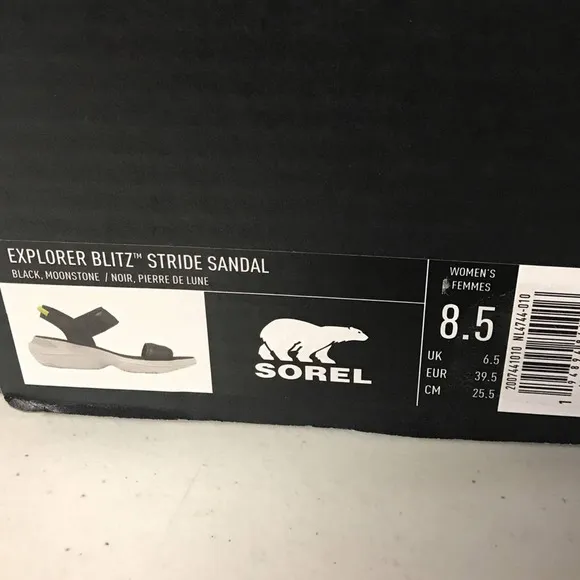 EXPLORER BLITZ™ STRIDE SANDAL
BLACK, MOONSTONE / NOIR, PIERRE DE LUNE
SOREL
WOMEN'S
FEMMES
8.5
UK 6.5
EUR 39.5
CM 25.5
2007441010 NL4744-010